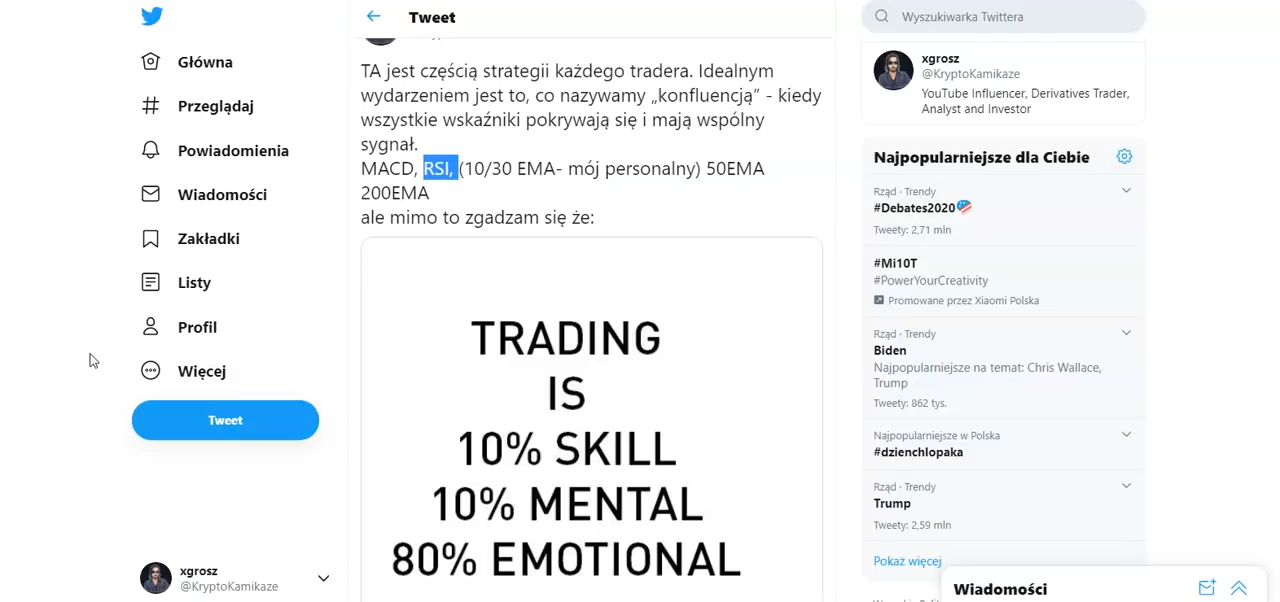 Główna
Przeglądaj
Powiadomienia
Wiadomości
Zakładki
Listy
Profil
Więcej
Tweet
xgrosz
@KryptoKamikaze
Tweet
TA jest częścią strategii każdego tradera. Idealnym
wydarzeniem jest to, co nazywamy „konfluencją” - kiedy
wszystkie wskaźniki pokrywają się i mają wspólny
sygnał.
MACD, RSI, (10/30 EMA- mój personalny) 50EMA
200EMA
ale mimo to zgadzam się że:
TRADING
IS
10% SKILL
10% MENTAL
80% EMOTIONAL
Wyszukiwarka Twittera
xgrosz
@KryptoKamikaze
YouTube Influencer, Derivatives Trader,
Analyst and Investor
Najpopularniejsze dla Ciebie
Rząd · Trendy
#Debates2020
Tweety: 2,71 mln
#Mi10T
#PowerYourCreativity
Promowane przez Xiaomi Polska
Rząd · Trendy
Biden
Najpopularniejsze na temat: Chris Wallace,
Trump
Tweety: 862 tys.
Najpopularniejsze w Polska
#dzienchlopaka
Rząd · Trendy
Trump
Tweety: 2,59 mln
Pokaż więcej
Wiadomości